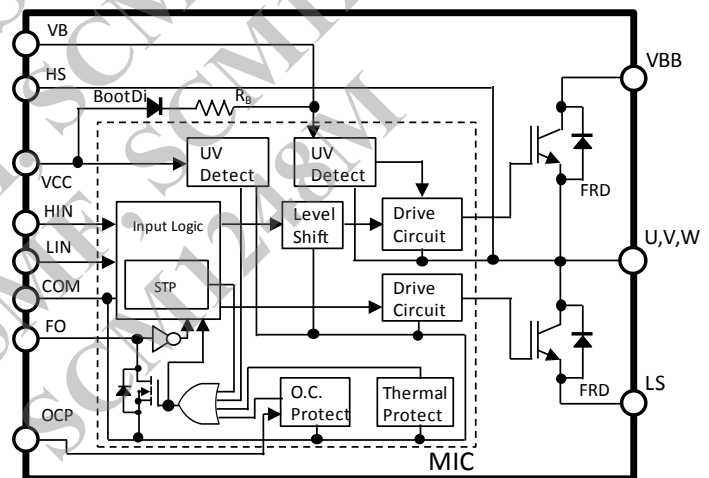 VB
VBB
HS
BootDi
RB
UV
Detect
UV
Detect
VCC
FRD
HIN
Input Logic
Level
Shift
Drive
Circuit
LIN
U,V,W
STP
COM
Drive
Circuit
FO
O.C.
Protect
Thermal
Protect
FRD
LS
OCP
MIC
SCM1248M